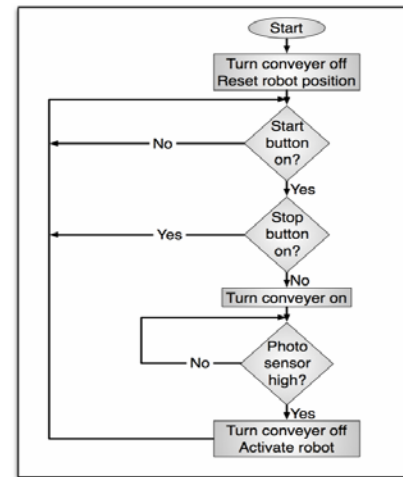 Start
Turn conveyer off
Reset robot position
Start
button
on?
No
Yes
Stop
button
on?
Yes
No
Turn conveyer on
Photo
sensor
high?
No
Yes
Turn conveyer off
Activate robot